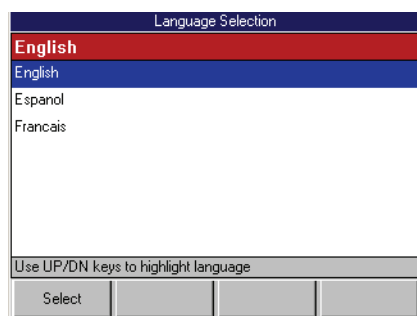 Language Selection
English
English
Espanol
Francais
Use UP/DN keys to highlight language
Select